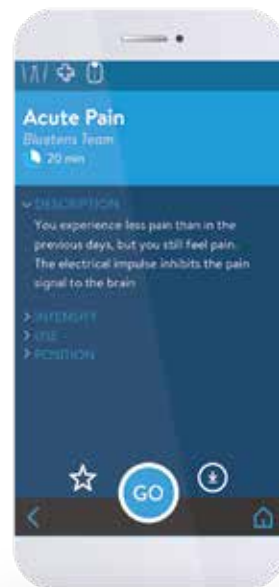 Acute Pain
Bluetens Team
20 min
DESCRIPTION
You experience less pain than in the
previous days, but you still feel pain.
The electrical impulse inhibits the pain
signal to the brain
INTENSITY
USE
POSITION
GO